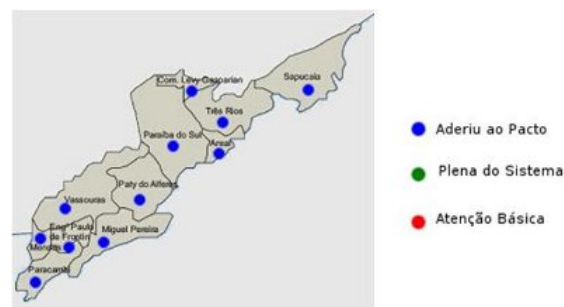 Sapucaia
Com. Levy Gasparian
Três Rios
Paraíba do Sul
Areal
Paty do Alferes
Vassouras
Engº Paulo
de Frontin
Mendes
Miguel Pereira
Paracambi
Aderiu ao Pacto
Plena do Sistema
Atenção Básica